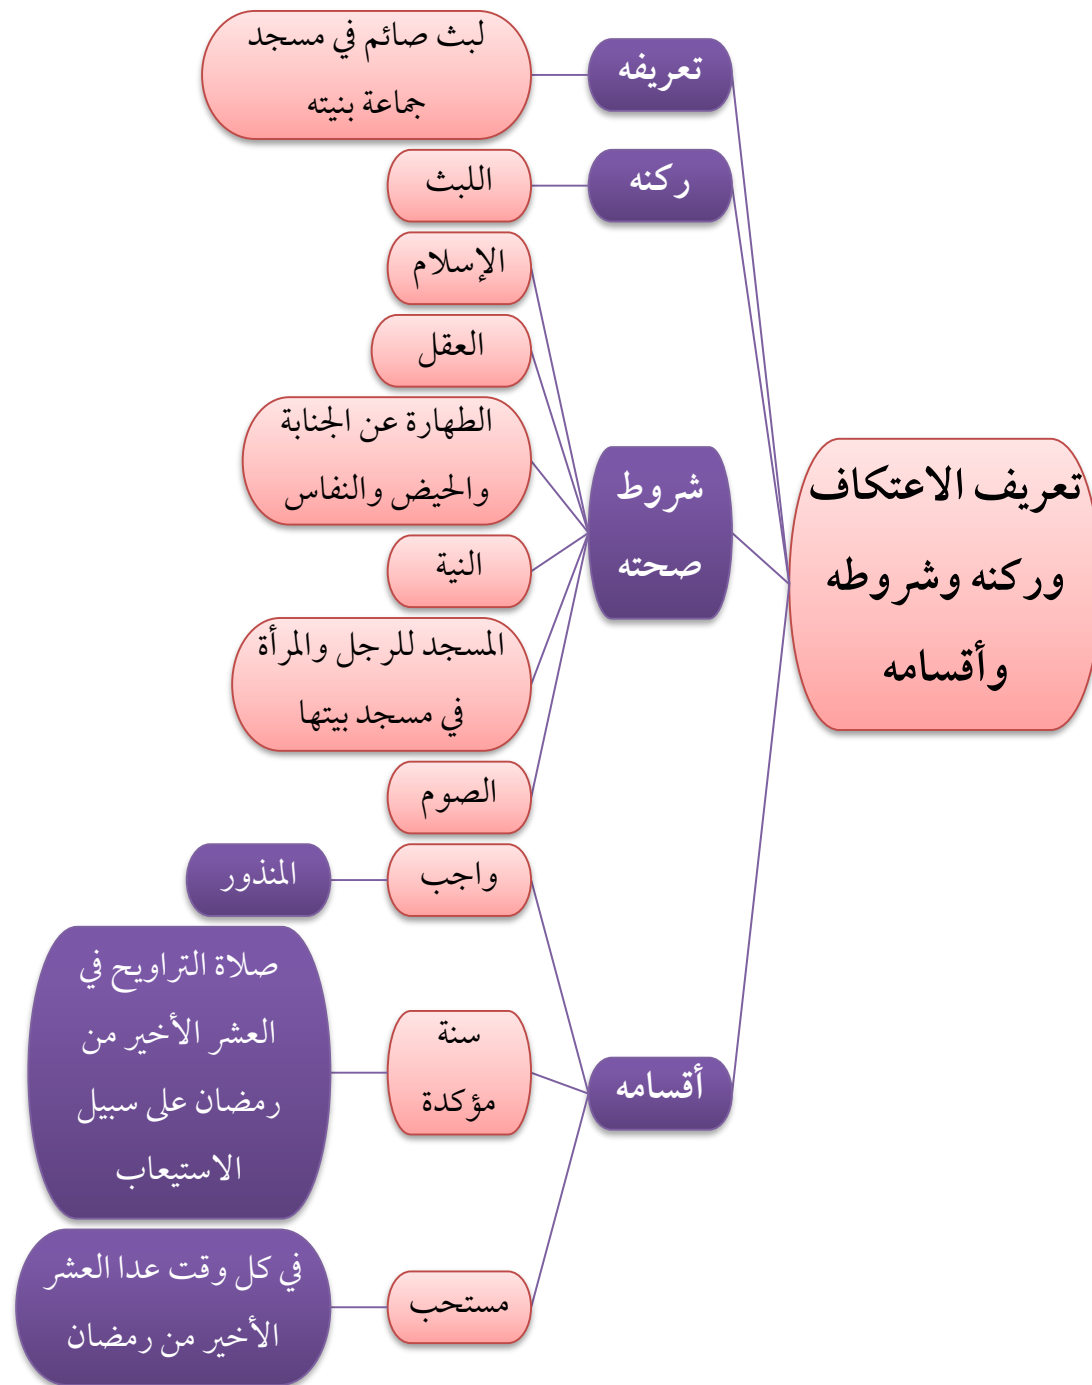 تعريف الاعتكاف
وركنه وشروطه
وأقسامه
تعريفه
لبث صائم في مسجد
جماعة بنيته
ركنه
اللبث
شروط
صحته
الإسلام
العقل
الطهارة عن الجنابة
والحيض والنفاس
النية
المسجد للرجل والمرأة
في مسجد بيتها
الصوم
أقسامه
واجب
المنذور
سنة
مؤكدة
صلاة التراويح في
العشر الأخير من
رمضان على سبيل
الاستيعاب
مستحب
في كل وقت عدا العشر
الأخير من رمضان